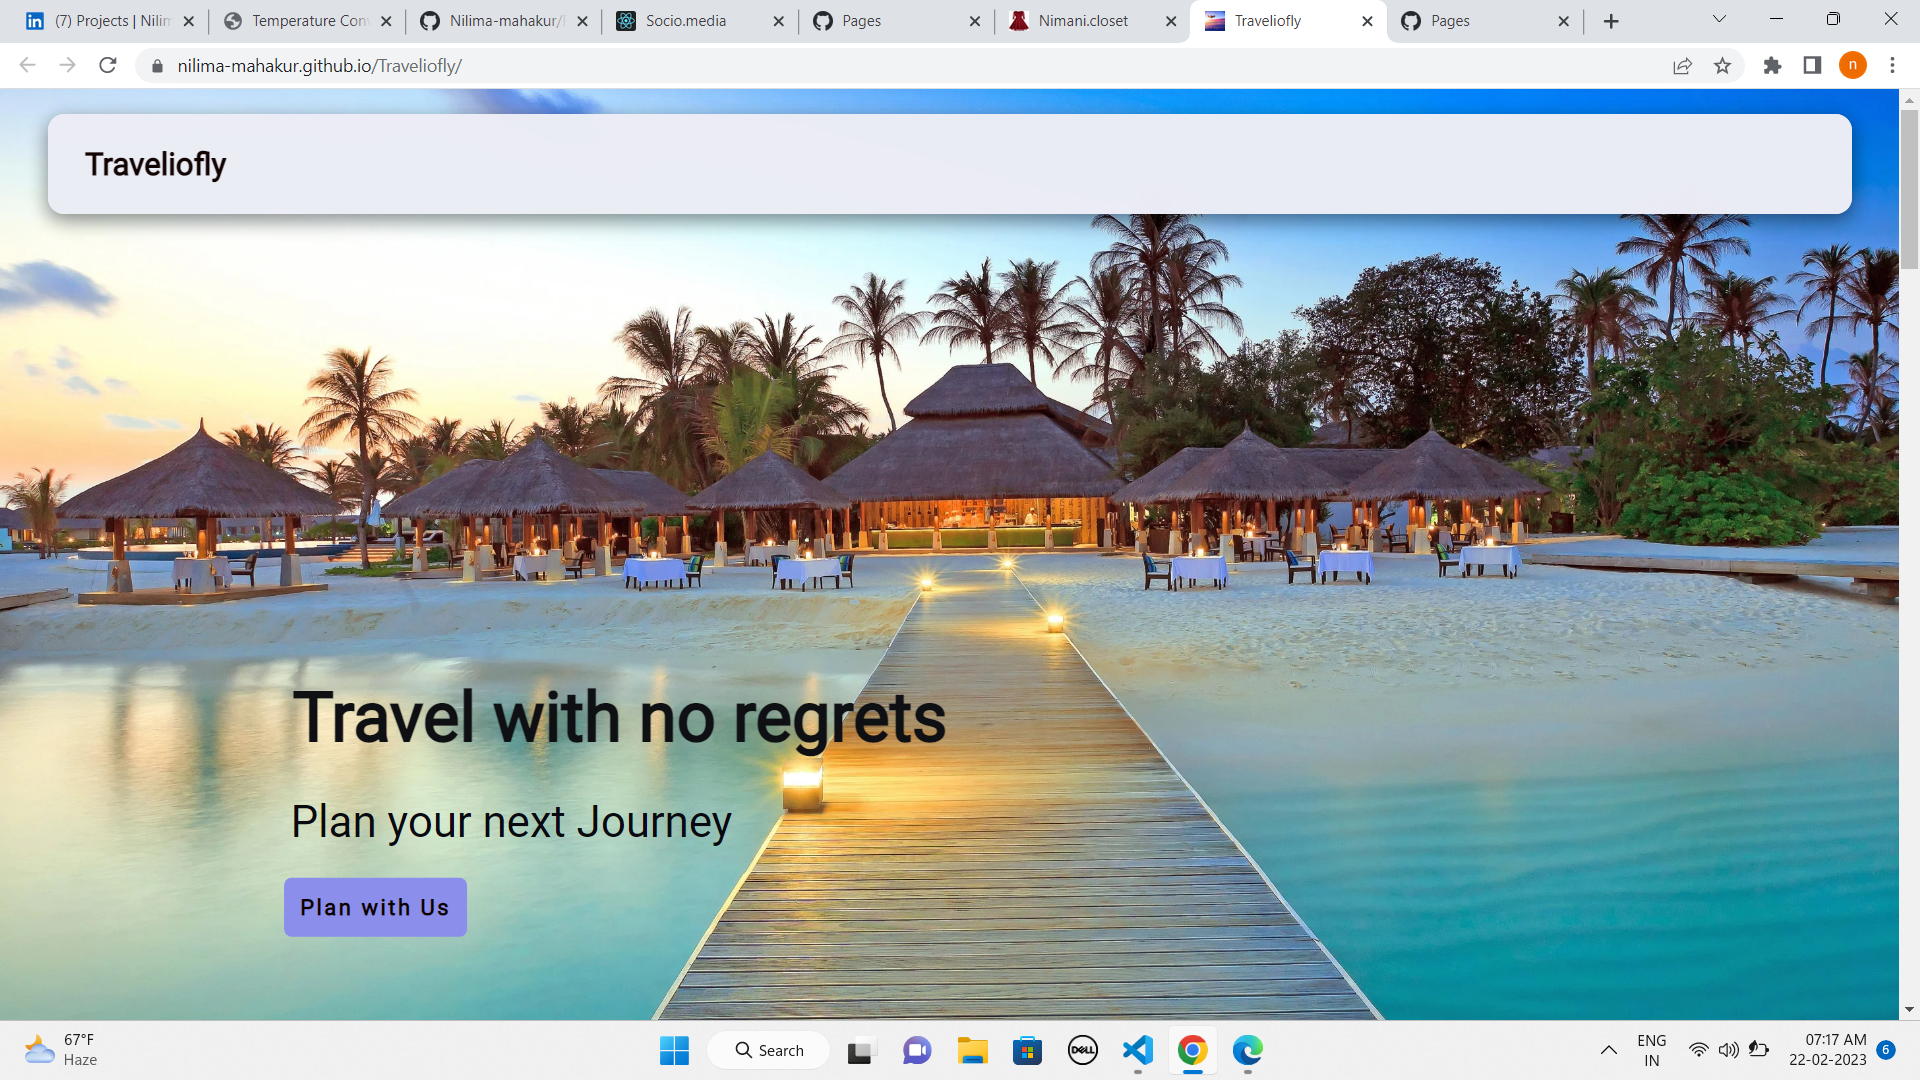 (7) Projects | Nilim
Temperature Con
Nilima-mahakur/
Socio.media
Pages
Nimani.closet
Traveliofly
Pages
nilima-mahakur.github.io/Traveliofly/
n
Traveliofly
Travel with no regrets
Plan your next Journey
Plan with Us
67°F
Haze
Search
DELL
ENG
IN
07:17 AM
22-02-2023
6